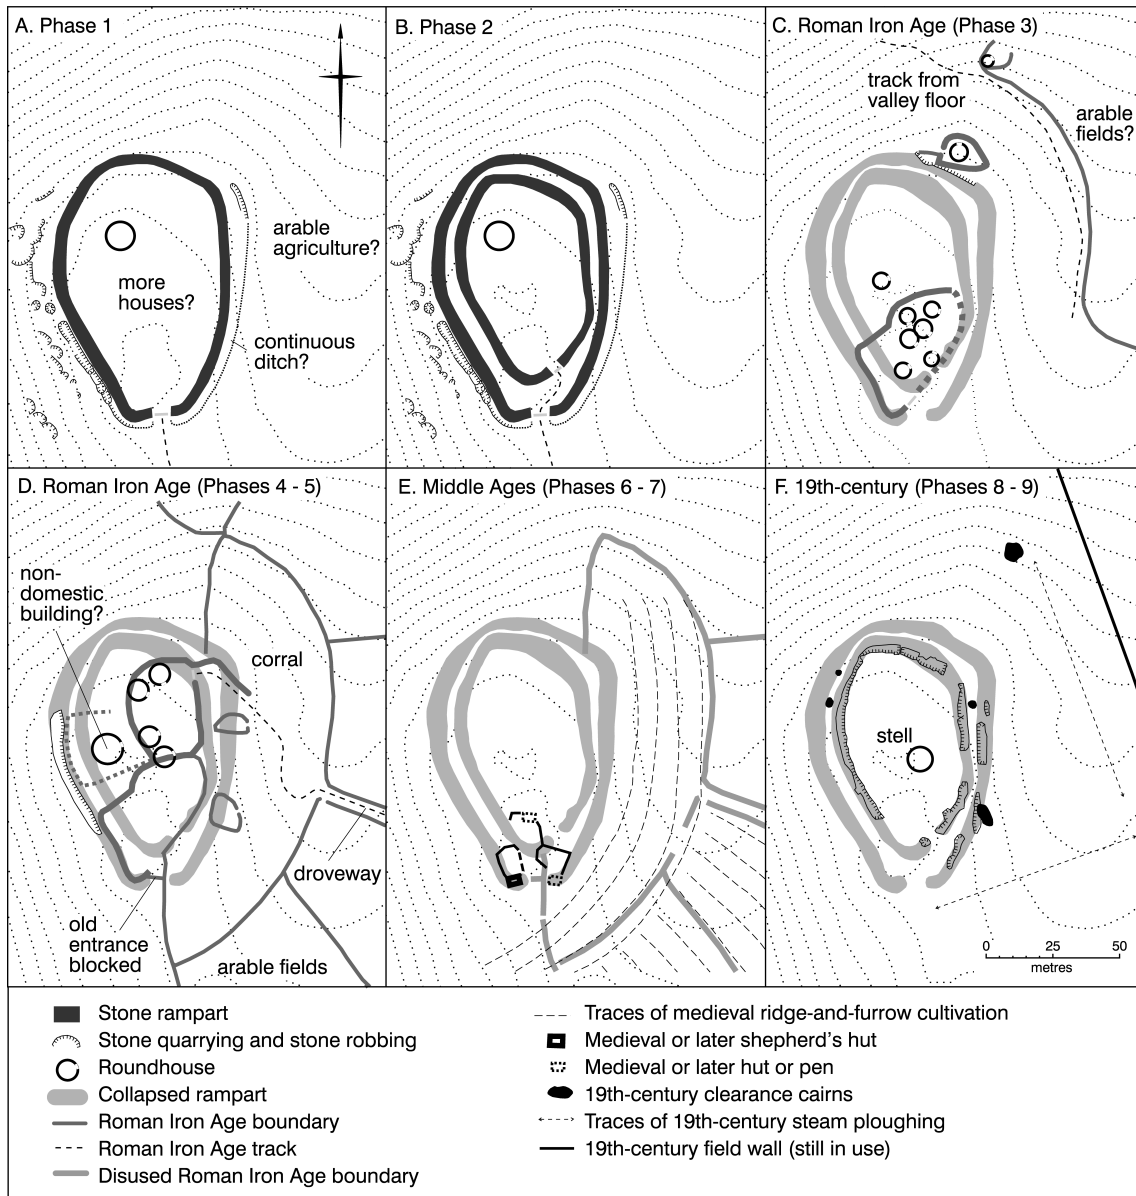 A. Phase 1
more
houses?
arable
agriculture?
continuous
ditch?
B. Phase 2
C. Roman Iron Age (Phase 3)
track from
valley floor
arable
fields?
D. Roman Iron Age (Phases 4 - 5)
non-
domestic
building?
corral
droveway
old
entrance
blocked
arable fields
E. Middle Ages (Phases 6 - 7)
F. 19th-century (Phases 8 - 9)
stell
0 25 50
metres
Stone rampart
Stone quarrying and stone robbing
Roundhouse
Collapsed rampart
Roman Iron Age boundary
Roman Iron Age track
Disused Roman Iron Age boundary
Traces of medieval ridge-and-furrow cultivation
Medieval or later shepherd's hut
Medieval or later hut or pen
19th-century clearance cairns
Traces of 19th-century steam ploughing
19th-century field wall (still in use)